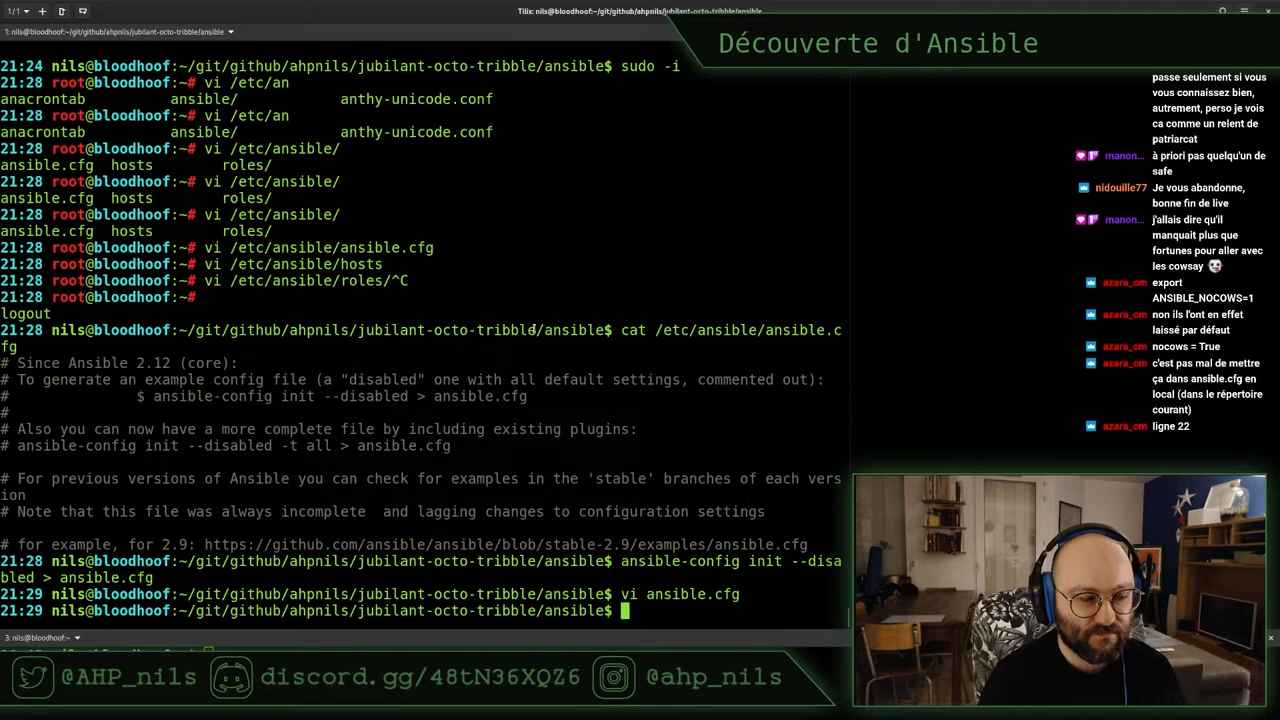 1/1
Tilix: nils@bloodhoof:~/git/github/ahpnils/jubilant-octo-tribble/ansible
1: nils@bloodhoof:~/git/github/ahpnils/jubilant-octo-tribble/ansible
Découverte d'Ansible
21:24 nils@bloodhoof:~/git/github/ahpnils/jubilant-octo-tribble/ansible$ sudo -i
21:28 root@bloodhoof:~# vi /etc/an
anacrontab ansible/ anthy-unicode.conf
21:28 root@bloodhoof:~# vi /etc/an
anacrontab ansible/ anthy-unicode.conf
21:28 root@bloodhoof:~# vi /etc/ansible/
ansible.cfg hosts roles/
21:28 root@bloodhoof:~# vi /etc/ansible/
ansible.cfg hosts roles/
21:28 root@bloodhoof:~# vi /etc/ansible/
ansible.cfg hosts roles/
21:28 root@bloodhoof:~# vi /etc/ansible/ansible.cfg
21:28 root@bloodhoof:~# vi /etc/ansible/hosts
21:28 root@bloodhoof:~# vi /etc/ansible/roles/^C
21:28 root@bloodhoof:~#
logout
21:28 nils@bloodhoof:~/git/github/ahpnils/jubilant-octo-tribble/ansible$ cat /etc/ansible/ansible.c
fg
# Since Ansible 2.12 (core):
# To generate an example config file (a "disabled" one with all default settings, commented out):
# $ ansible-config init --disabled > ansible.cfg
#
# Also you can now have a more complete file by including existing plugins:
# ansible-config init --disabled -t all > ansible.cfg
# For previous versions of Ansible you can check for examples in the 'stable' branches of each vers
ion
# Note that this file was always incomplete and lagging changes to configuration settings
# for example, for 2.9: https://github.com/ansible/ansible/blob/stable-2.9/examples/ansible.cfg
21:28 nils@bloodhoof:~/git/github/ahpnils/jubilant-octo-tribble/ansible$ ansible-config init --disa
bled > ansible.cfg
21:29 nils@bloodhoof:~/git/github/ahpnils/jubilant-octo-tribble/ansible$ vi ansible.cfg
21:29 nils@bloodhoof:~/git/github/ahpnils/jubilant-octo-tribble/ansible$
3: nils@bloodhoof:~
passe seulement si vous
vous connaissez bien,
autrement, perso je vois
ca comme un relent de
patriarcat
manon... à priori pas quelqu'un de
safe
nidouille77 Je vous abandonne,
bonne fin de live
manon... j'allais dire qu'il
manquait plus que
fortunes pour aller avec
les cowsay
azara_cm export
ANSIBLE_NOCOWS=1
azara_cm non ils l'ont en effet
laissé par défaut
azara_cm nocows = True
azara_cm c'est pas mal de mettre
ça dans ansible.cfg en
local (dans le répertoire
courant)
azara_cm ligne 22
@AHP_nils discord.gg/48tN36XQZ6 @ahp_nils